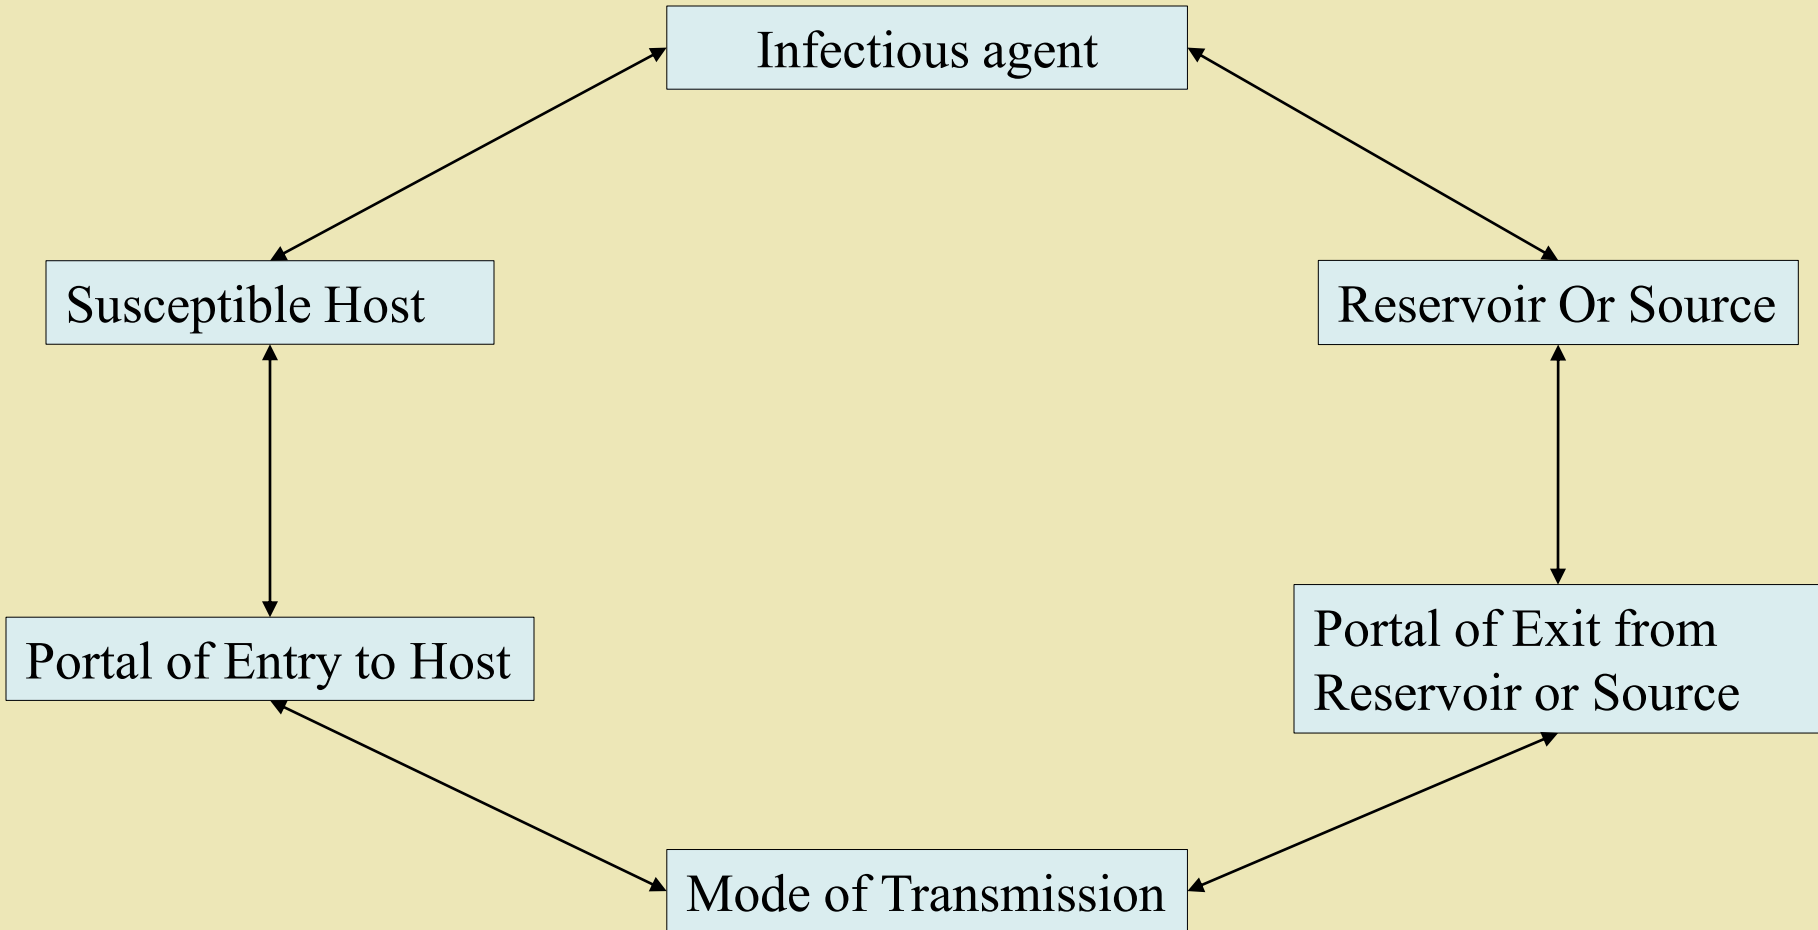 Infectious agent
Susceptible Host
Reservoir Or Source
Portal of Entry to Host
Portal of Exit from
Reservoir or Source
Mode of Transmission